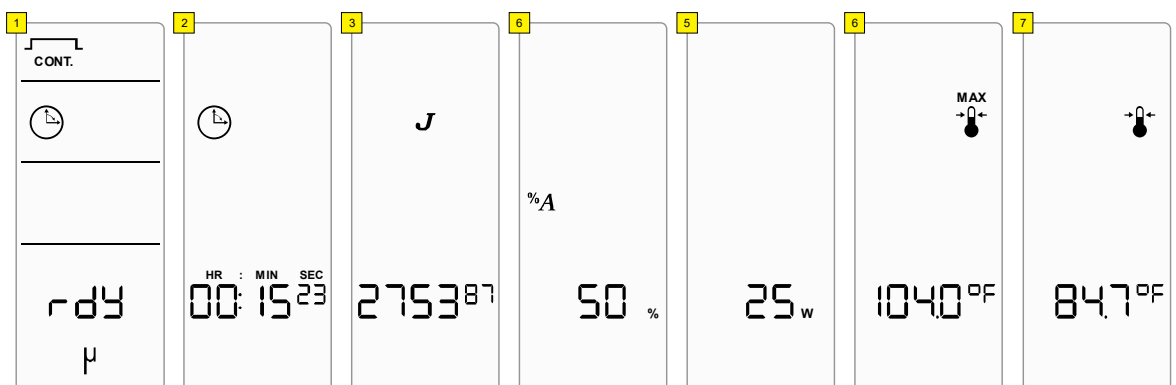 1
CONT.
rdy
µ
2
HR : MIN SEC
00:15 23
3
J
2753 87
6
%A
50 %
5
25 W
6
MAX
104.0 °F
7
84.7 °F